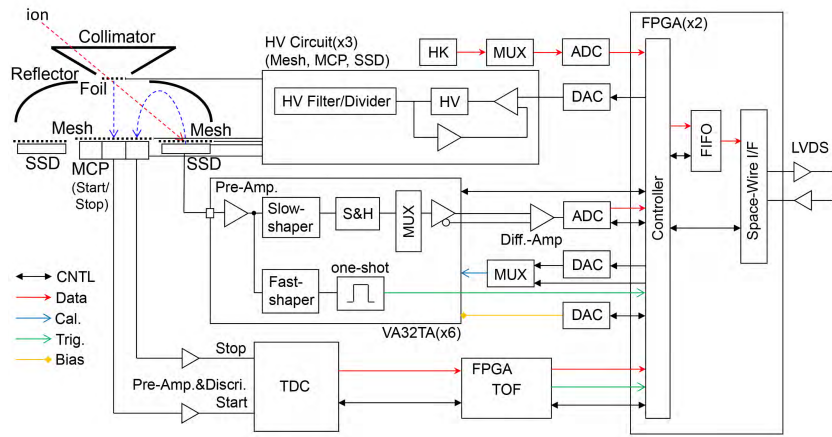 ion
Collimator
Reflector
Foil
Mesh
Mesh
SSD
MCP
(Start/
Stop)
SSD
HV Circuit(x3)
(Mesh, MCP, SSD)
HV Filter/Divider
HV
HK
MUX
ADC
DAC
FPGA(x2)
Controller
FIFO
Space-Wire I/F
LVDS
Pre-Amp.
Slow-
shaper
S&H
MUX
Diff.-Amp
ADC
Fast-
shaper
one-shot
MUX
DAC
DAC
VA32TA(x6)
CNTL
Data
Cal.
Trig.
Bias
Stop
Pre-Amp.&Discri.
Start
TDC
FPGA
TOF